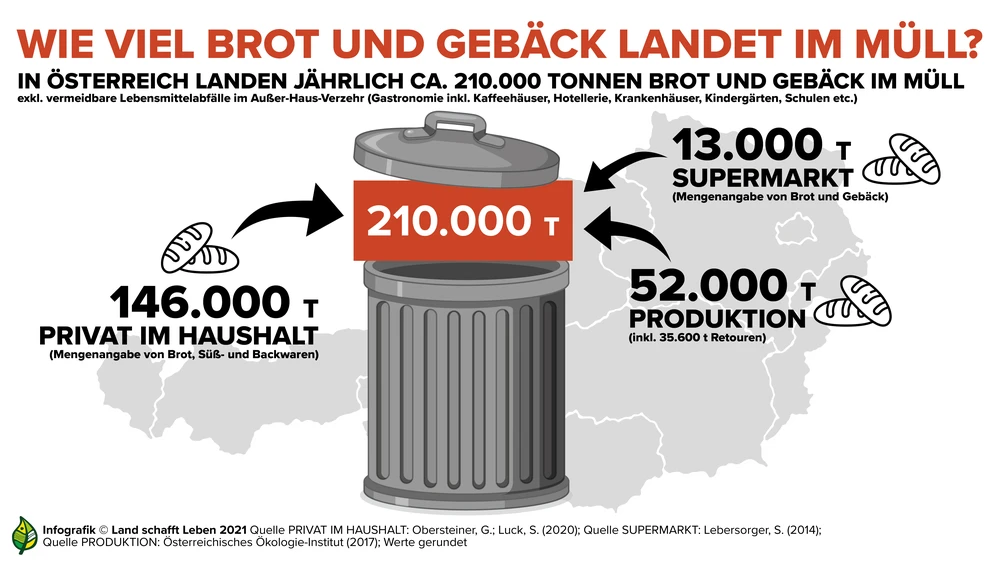 WIE VIEL BROT UND GEBÄCK LANDET IM MÜLL?
IN ÖSTERREICH LANDEN JÄHRLICH CA. 210.000 TONNEN BROT UND GEBÄCK IM MÜLL
exkl. vermeidbare Lebensmittelabfälle im Außer-Haus-Verzehr (Gastronomie inkl. Kaffeehäuser, Hotellerie, Krankenhäuser, Kindergärten, Schulen etc.)
13.000 T
SUPERMARKT
(Mengenangabe von Brot und Gebäck)
210.000 T
146.000 T
PRIVAT IM HAUSHALT
(Mengenangabe von Brot, Süß- und Backwaren)
52.000 T
PRODUKTION
(inkl. 35.600 t Retouren)
Infografik © Land schafft Leben 2021 Quelle PRIVAT IM HAUSHALT: Obersteiner, G.; Luck, S. (2020); Quelle SUPERMARKT: Lebersorger, S. (2014);
Quelle PRODUKTION: Österreichisches Ökologie-Institut (2017); Werte gerundet